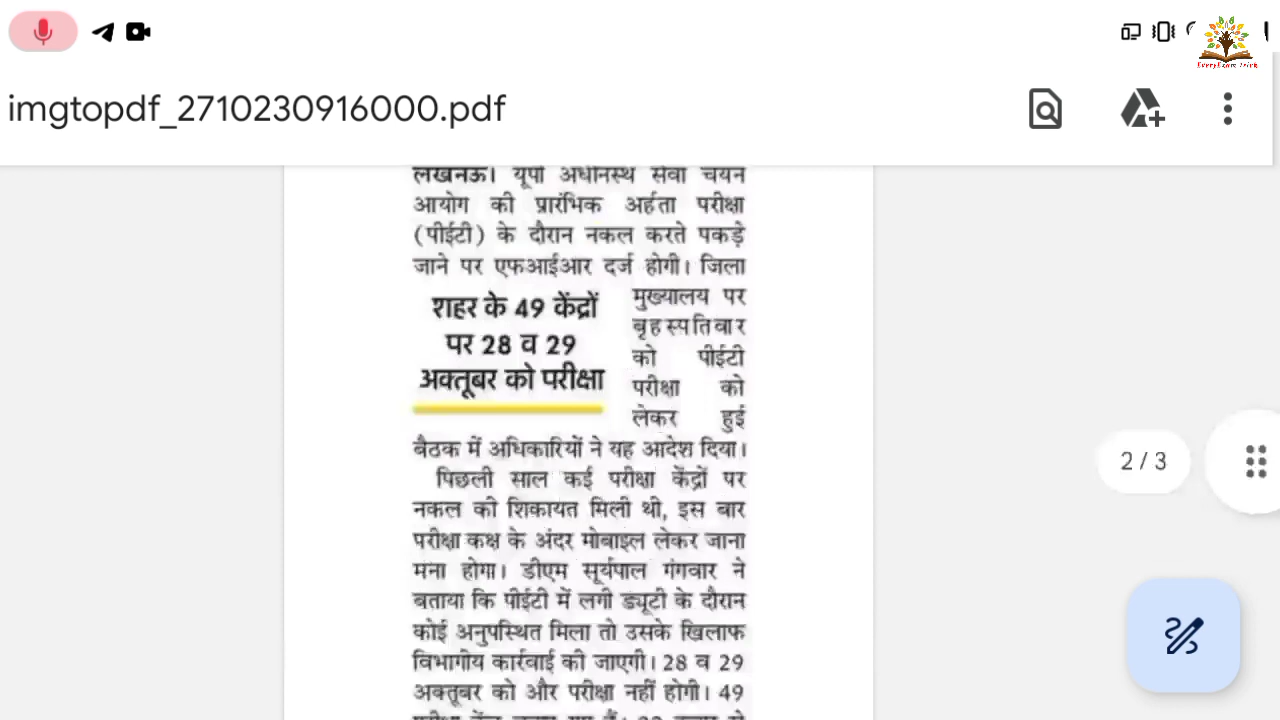 EveryExam Trick
imgtopdf_2710230916000.pdf
लखनऊ। यूपी अधीनस्थ सेवा चयन
आयोग की प्रारंभिक अर्हता परीक्षा
(पीईटी) के दौरान नकल करते पकड़े
जाने पर एफआईआर दर्ज होगी। जिला
शहर के 49 केंद्रों
पर 28 व 29
अक्तूबर को परीक्षा
मुख्यालय पर
बृहस्पतिवार
को पीईटी
परीक्षा को
लेकर हुई
बैठक में अधिकारियों ने यह आदेश दिया।
पिछली साल कई परीक्षा केंद्रों पर
नकल की शिकायत मिली थी, इस बार
परीक्षा कक्ष के अंदर मोबाइल लेकर जाना
मना होगा। डीएम सूर्यपाल गंगवार ने
बताया कि पीईटी में लगी ड्यूटी के दौरान
कोई अनुपस्थित मिला तो उसके खिलाफ
विभागीय कार्रवाई की जाएगी। 28 व 29
अक्तूबर को और परीक्षा नहीं होगी। 49
2 / 3